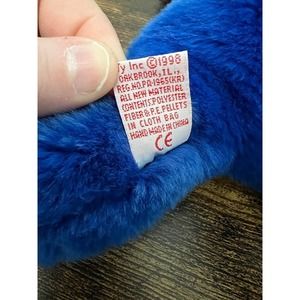 Ty Inc ©1998
OAKBROOK, IL.,
REG.NO.PA-1965(KR)
ALL NEW MATERIAL
CONTENTS:POLYESTER
FIBER & P.E.PELLETS
IN CLOTH BAG
HAND MADE IN CHINA
CE